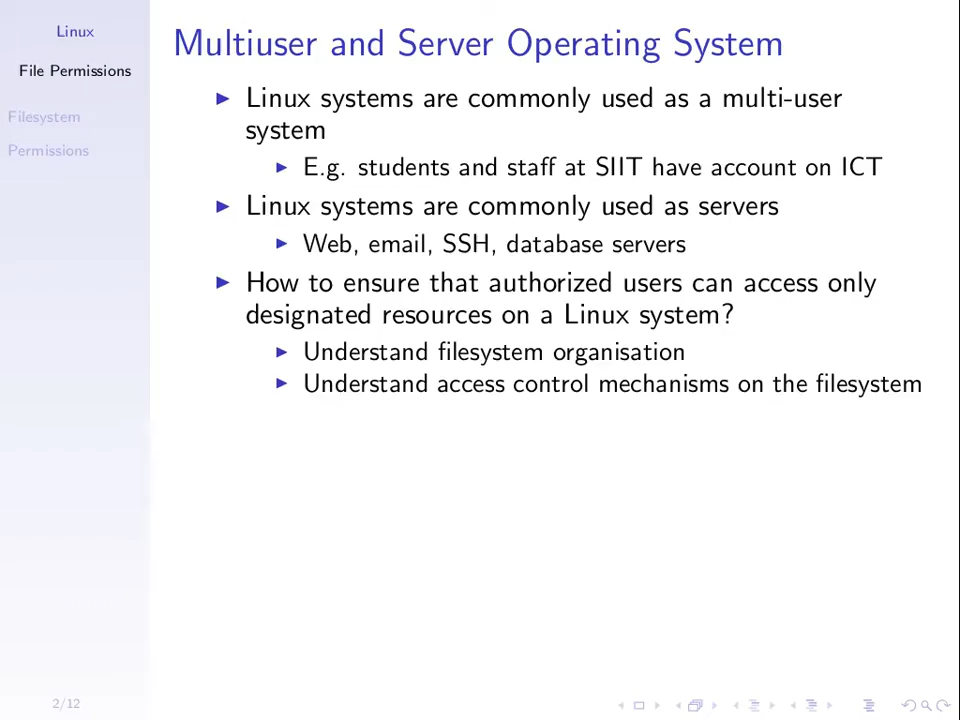 Linux
File Permissions
Filesystem
Permissions
Multiuser and Server Operating System
Linux systems are commonly used as a multi-user
system
E.g. students and staff at SIIT have account on ICT
Linux systems are commonly used as servers
Web, email, SSH, database servers
How to ensure that authorized users can access only
designated resources on a Linux system?
Understand filesystem organisation
Understand access control mechanisms on the filesystem
2/12